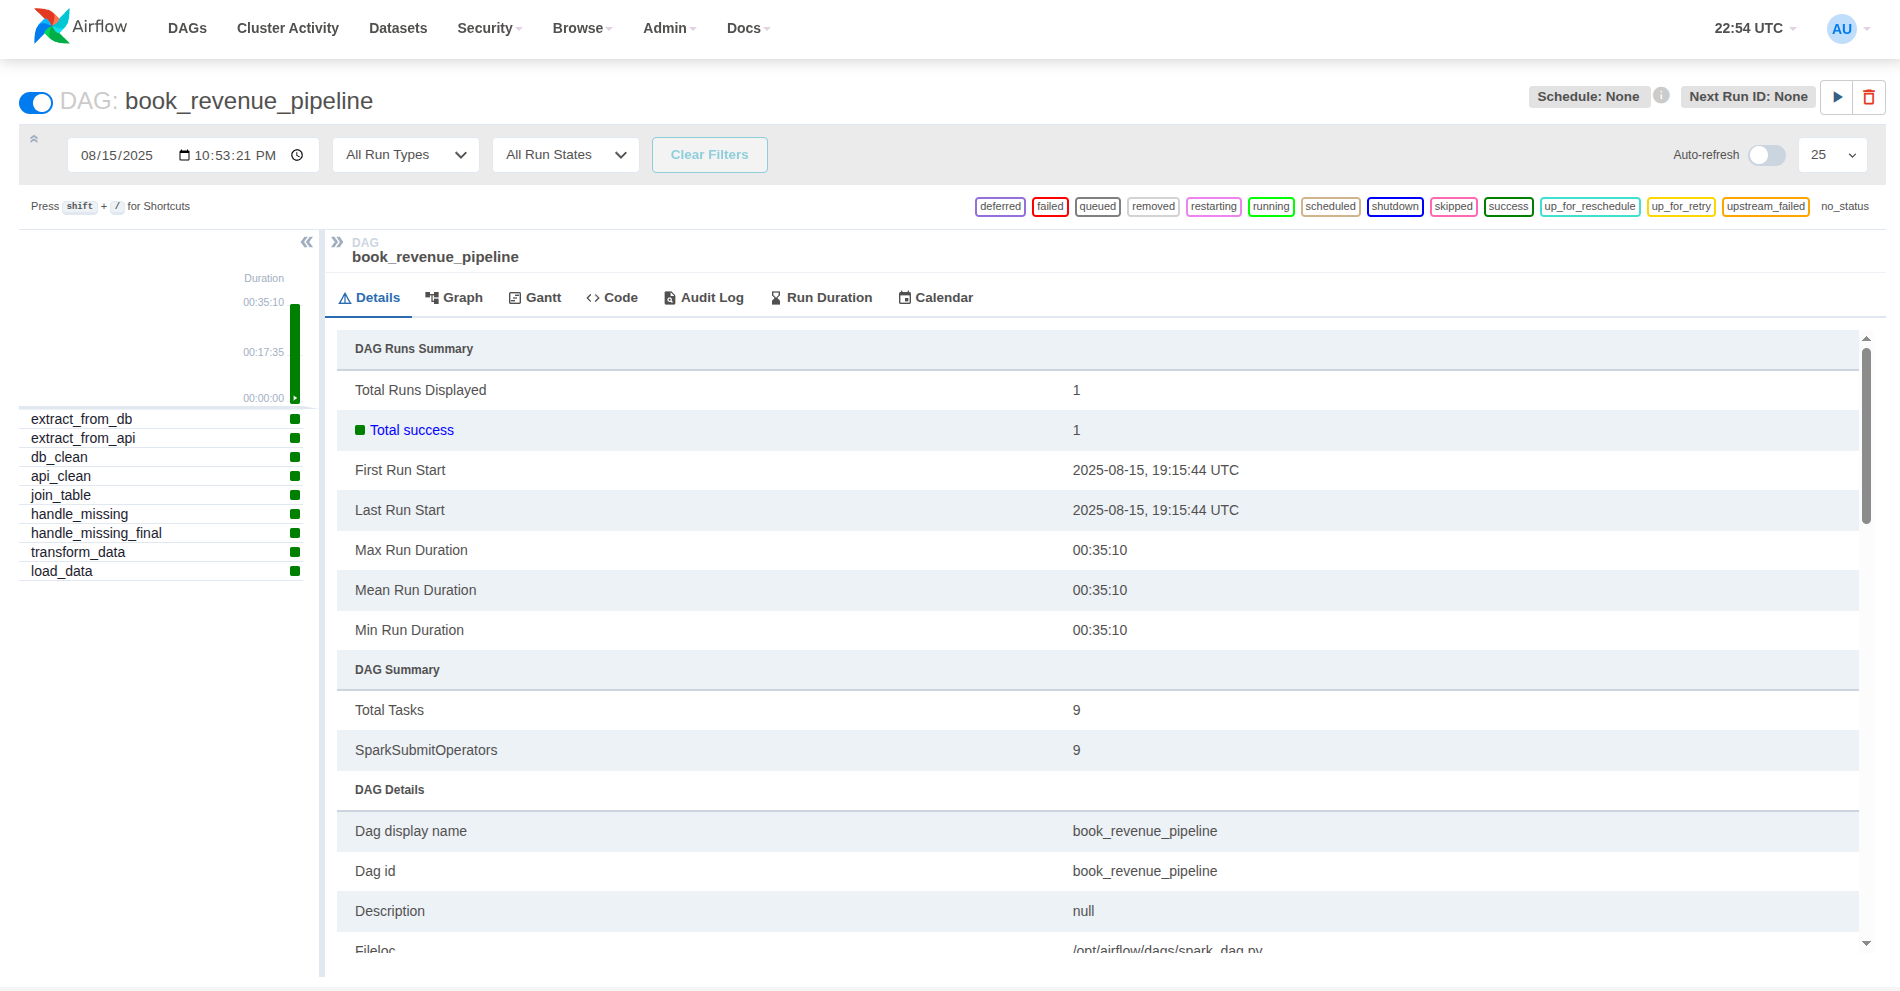 Airflow DAGs Cluster Activity Datasets Security Browse Admin Docs 22:54 UTC AU
DAG: book_revenue_pipeline Schedule: None Next Run ID: None
08/15/2025 10:53:21 PM All Run Types All Run States Clear Filters Auto-refresh 25
Press shift + / for Shortcuts deferred failed queued removed restarting running scheduled shutdown skipped success up_for_reschedule up_for_retry upstream_failed no_status
Duration
00:35:10
00:17:35
00:00:00
extract_from_db
extract_from_api
db_clean
api_clean
join_table
handle_missing
handle_missing_final
transform_data
load_data
DAG
book_revenue_pipeline
Details Graph Gantt Code Audit Log Run Duration Calendar
DAG Runs Summary
Total Runs Displayed 1
Total success 1
First Run Start 2025-08-15, 19:15:44 UTC
Last Run Start 2025-08-15, 19:15:44 UTC
Max Run Duration 00:35:10
Mean Run Duration 00:35:10
Min Run Duration 00:35:10
DAG Summary
Total Tasks 9
SparkSubmitOperators 9
DAG Details
Dag display name book_revenue_pipeline
Dag id book_revenue_pipeline
Description null
Fileloc /opt/airflow/dags/spark_dag.py